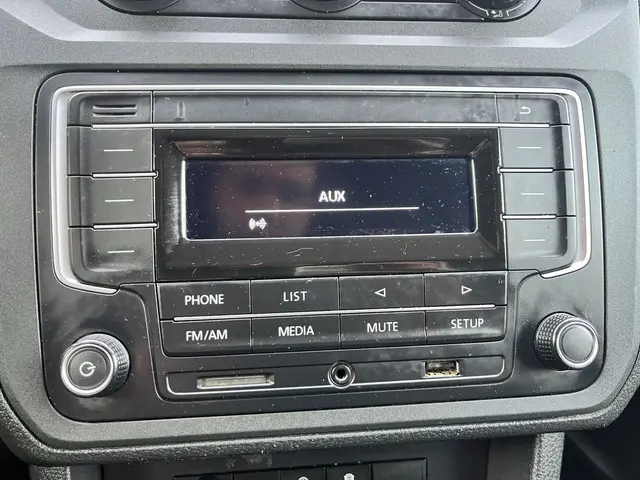 AUX
PHONE LIST
FM/AM MEDIA MUTE SETUP